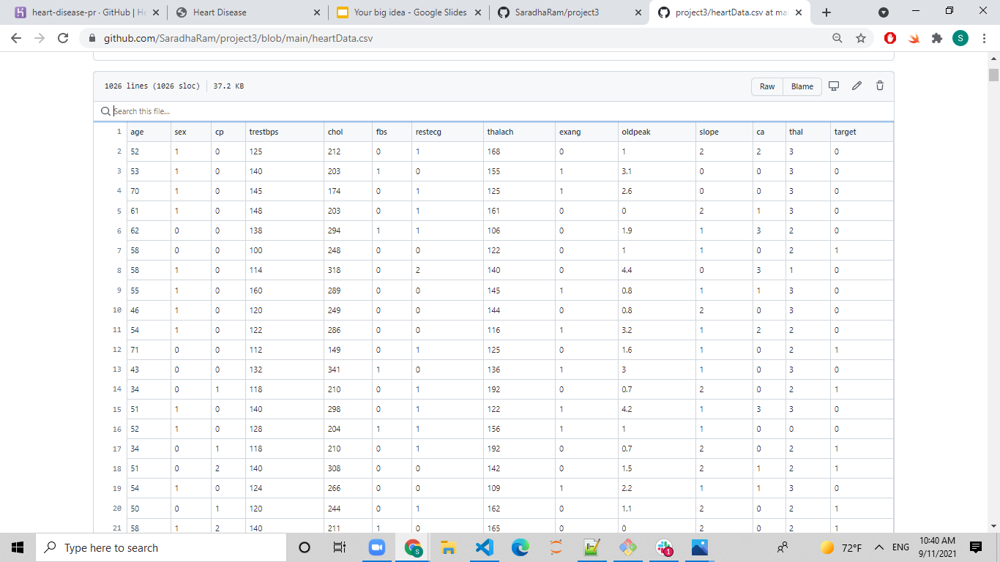 heart-disease-pr · GitHub | He
Heart Disease
Your big idea - Google Slides
SaradhaRam/project3
project3/heartData.csv at ma
github.com/SaradhaRam/project3/blob/main/heartData.csv
S
1026 lines (1026 sloc) 37.2 KB
Raw Blame
Search this file...
1 age sex cp trestbps chol fbs restecg thalach exang oldpeak slope ca thal target
2 52 1 0 125 212 0 1 168 0 1 2 2 3 0
3 53 1 0 140 203 1 0 155 1 3.1 0 0 3 0
4 70 1 0 145 174 0 1 125 1 2.6 0 0 3 0
5 61 1 0 148 203 0 1 161 0 0 2 1 3 0
6 62 0 0 138 294 1 1 106 0 1.9 1 3 2 0
7 58 0 0 100 248 0 0 122 0 1 1 0 2 1
8 58 1 0 114 318 0 2 140 0 4.4 0 3 1 0
9 55 1 0 160 289 0 0 145 1 0.8 1 1 3 0
10 46 1 0 120 249 0 0 144 0 0.8 2 0 3 0
11 54 1 0 122 286 0 0 116 1 3.2 1 2 2 0
12 71 0 0 112 149 0 1 125 0 1.6 1 0 2 1
13 43 0 0 132 341 1 0 136 1 3 1 0 3 0
14 34 0 1 118 210 0 1 192 0 0.7 2 0 2 1
15 51 1 0 140 298 0 1 122 1 4.2 1 3 3 0
16 52 1 0 128 204 1 1 156 1 1 1 0 0 0
17 34 0 1 118 210 0 1 192 0 0.7 2 0 2 1
18 51 0 2 140 308 0 0 142 0 1.5 2 1 2 1
19 54 1 0 124 266 0 0 109 1 2.2 1 1 3 0
20 50 0 1 120 244 0 1 162 0 1.1 2 0 2 1
21 58 1 2 140 211 1 0 165 0 0 2 0 2 1
Type here to search
S
1
72°F
ENG
10:40 AM
9/11/2021